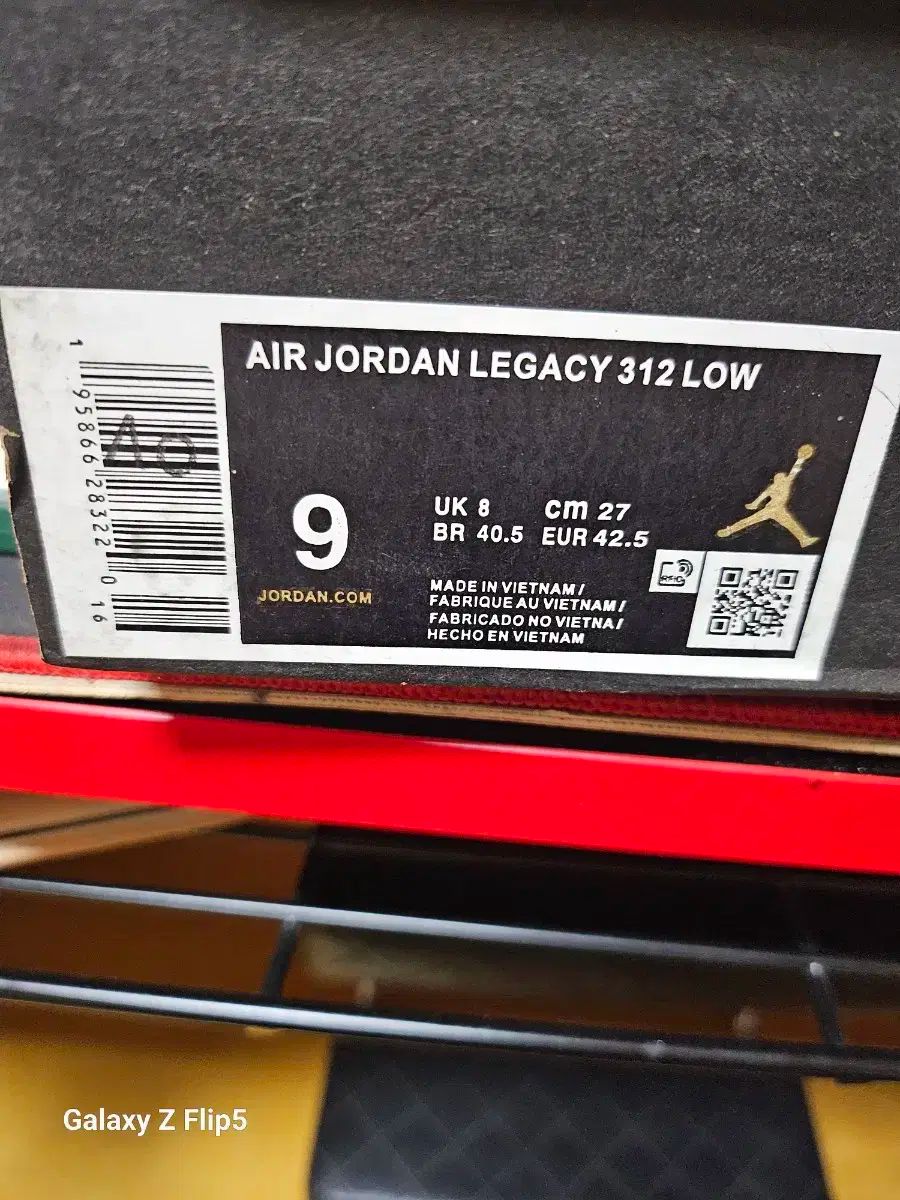 AIR JORDAN LEGACY 312 LOW
1 95866 28322 0 16
9
UK 8 cm 27
BR 40.5 EUR 42.5
JORDAN.COM
MADE IN VIETNAM /
FABRIQUE AU VIETNAM /
FABRICADO NO VIETNA /
HECHO EN VIETNAM
RFID
Galaxy Z Flip5